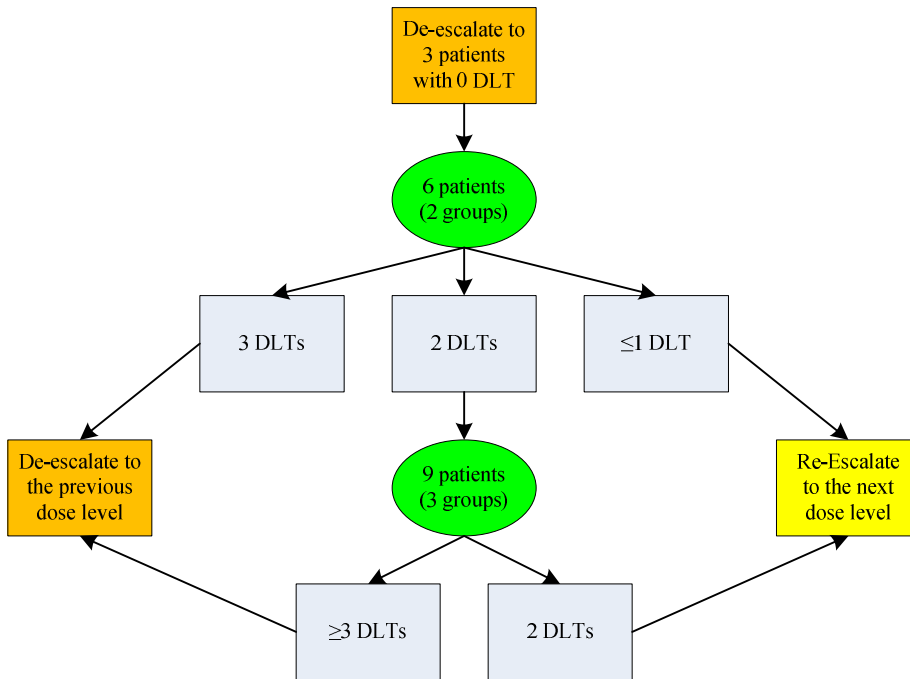 De-escalate to
3 patients
with 0 DLT
6 patients
(2 groups)
3 DLTs
2 DLTs
≤1 DLT
De-escalate to
the previous
dose level
9 patients
(3 groups)
Re-Escalate
to the next
dose level
≥3 DLTs
2 DLTs